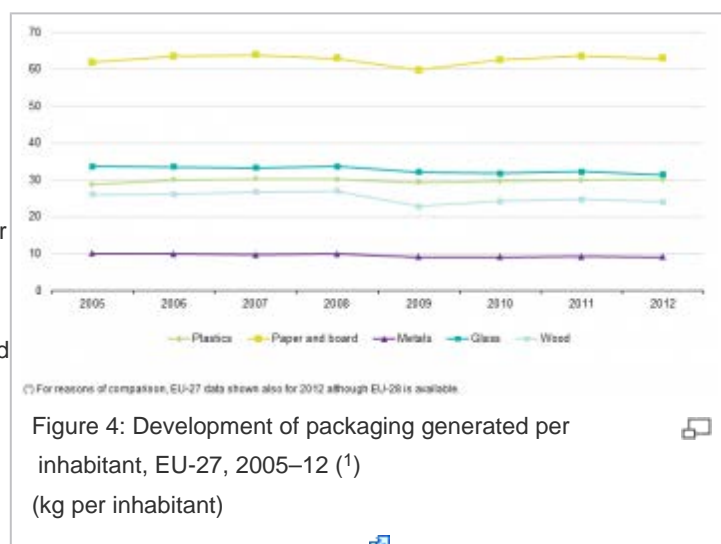 70
60
50
40
30
20
10
0
2005 2006 2007 2008 2009 2010 2011 2012
Plastics Paper and board Metals Glass Wood
(¹) For reasons of comparison, EU-27 data shown also for 2012 although EU-28 is available.
Figure 4: Development of packaging generated per
inhabitant, EU-27, 2005–12 (¹)
(kg per inhabitant)